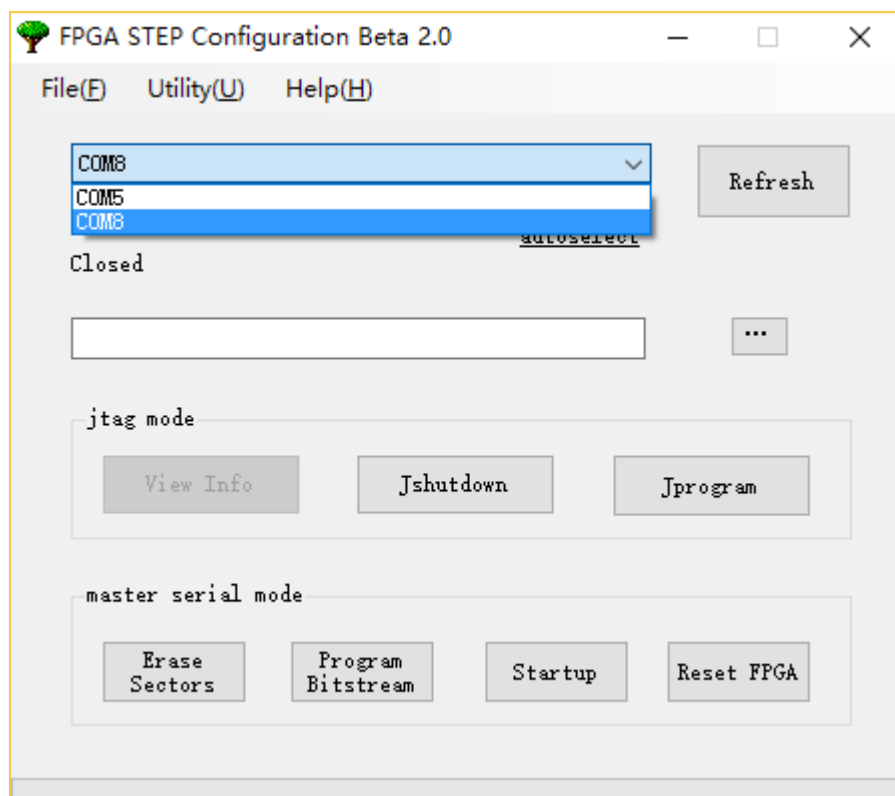 FPGA STEP Configuration Beta 2.0
File(F) Utility(U) Help(H)
COM8
Refresh
COM5
COM8
autoselect
Closed
...
jtag mode
View Info Jshutdown Jprogram
master serial mode
Erase Sectors
Program Bitstream
Startup
Reset FPGA